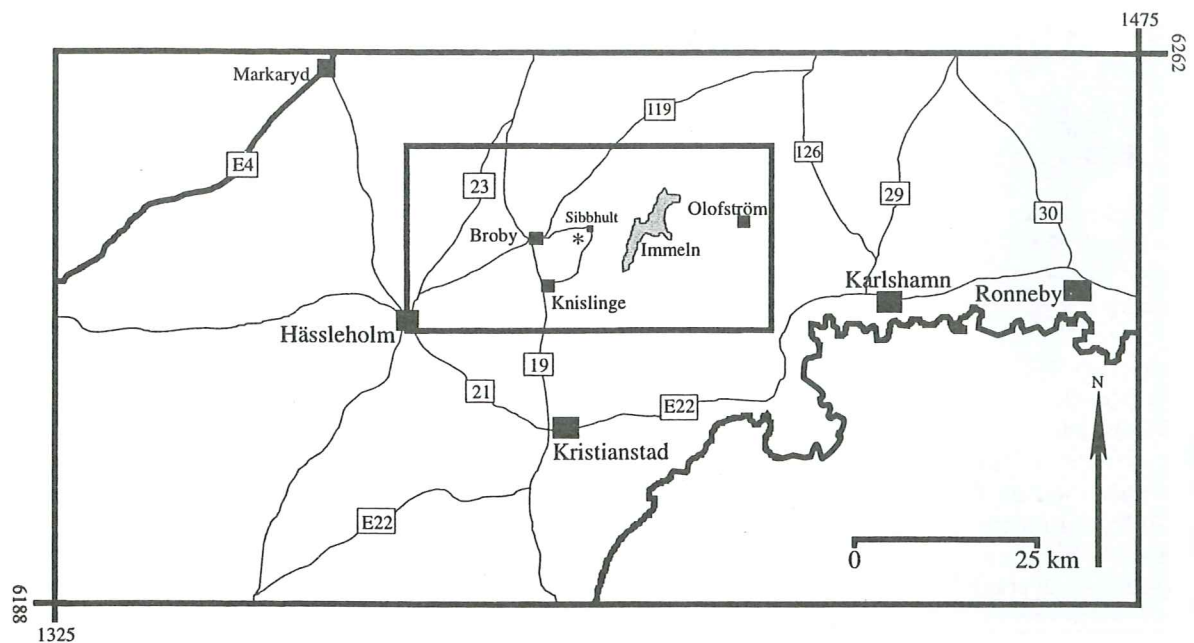 1475
6262
Markaryd
119
E4
126
23
29
30
Sibbhult
Olofström
Broby
*
Immeln
Karlshamn
Ronneby
Knislinge
Hässleholm
19
21
E22
N
Kristianstad
E22
0 25 km
6188
1325